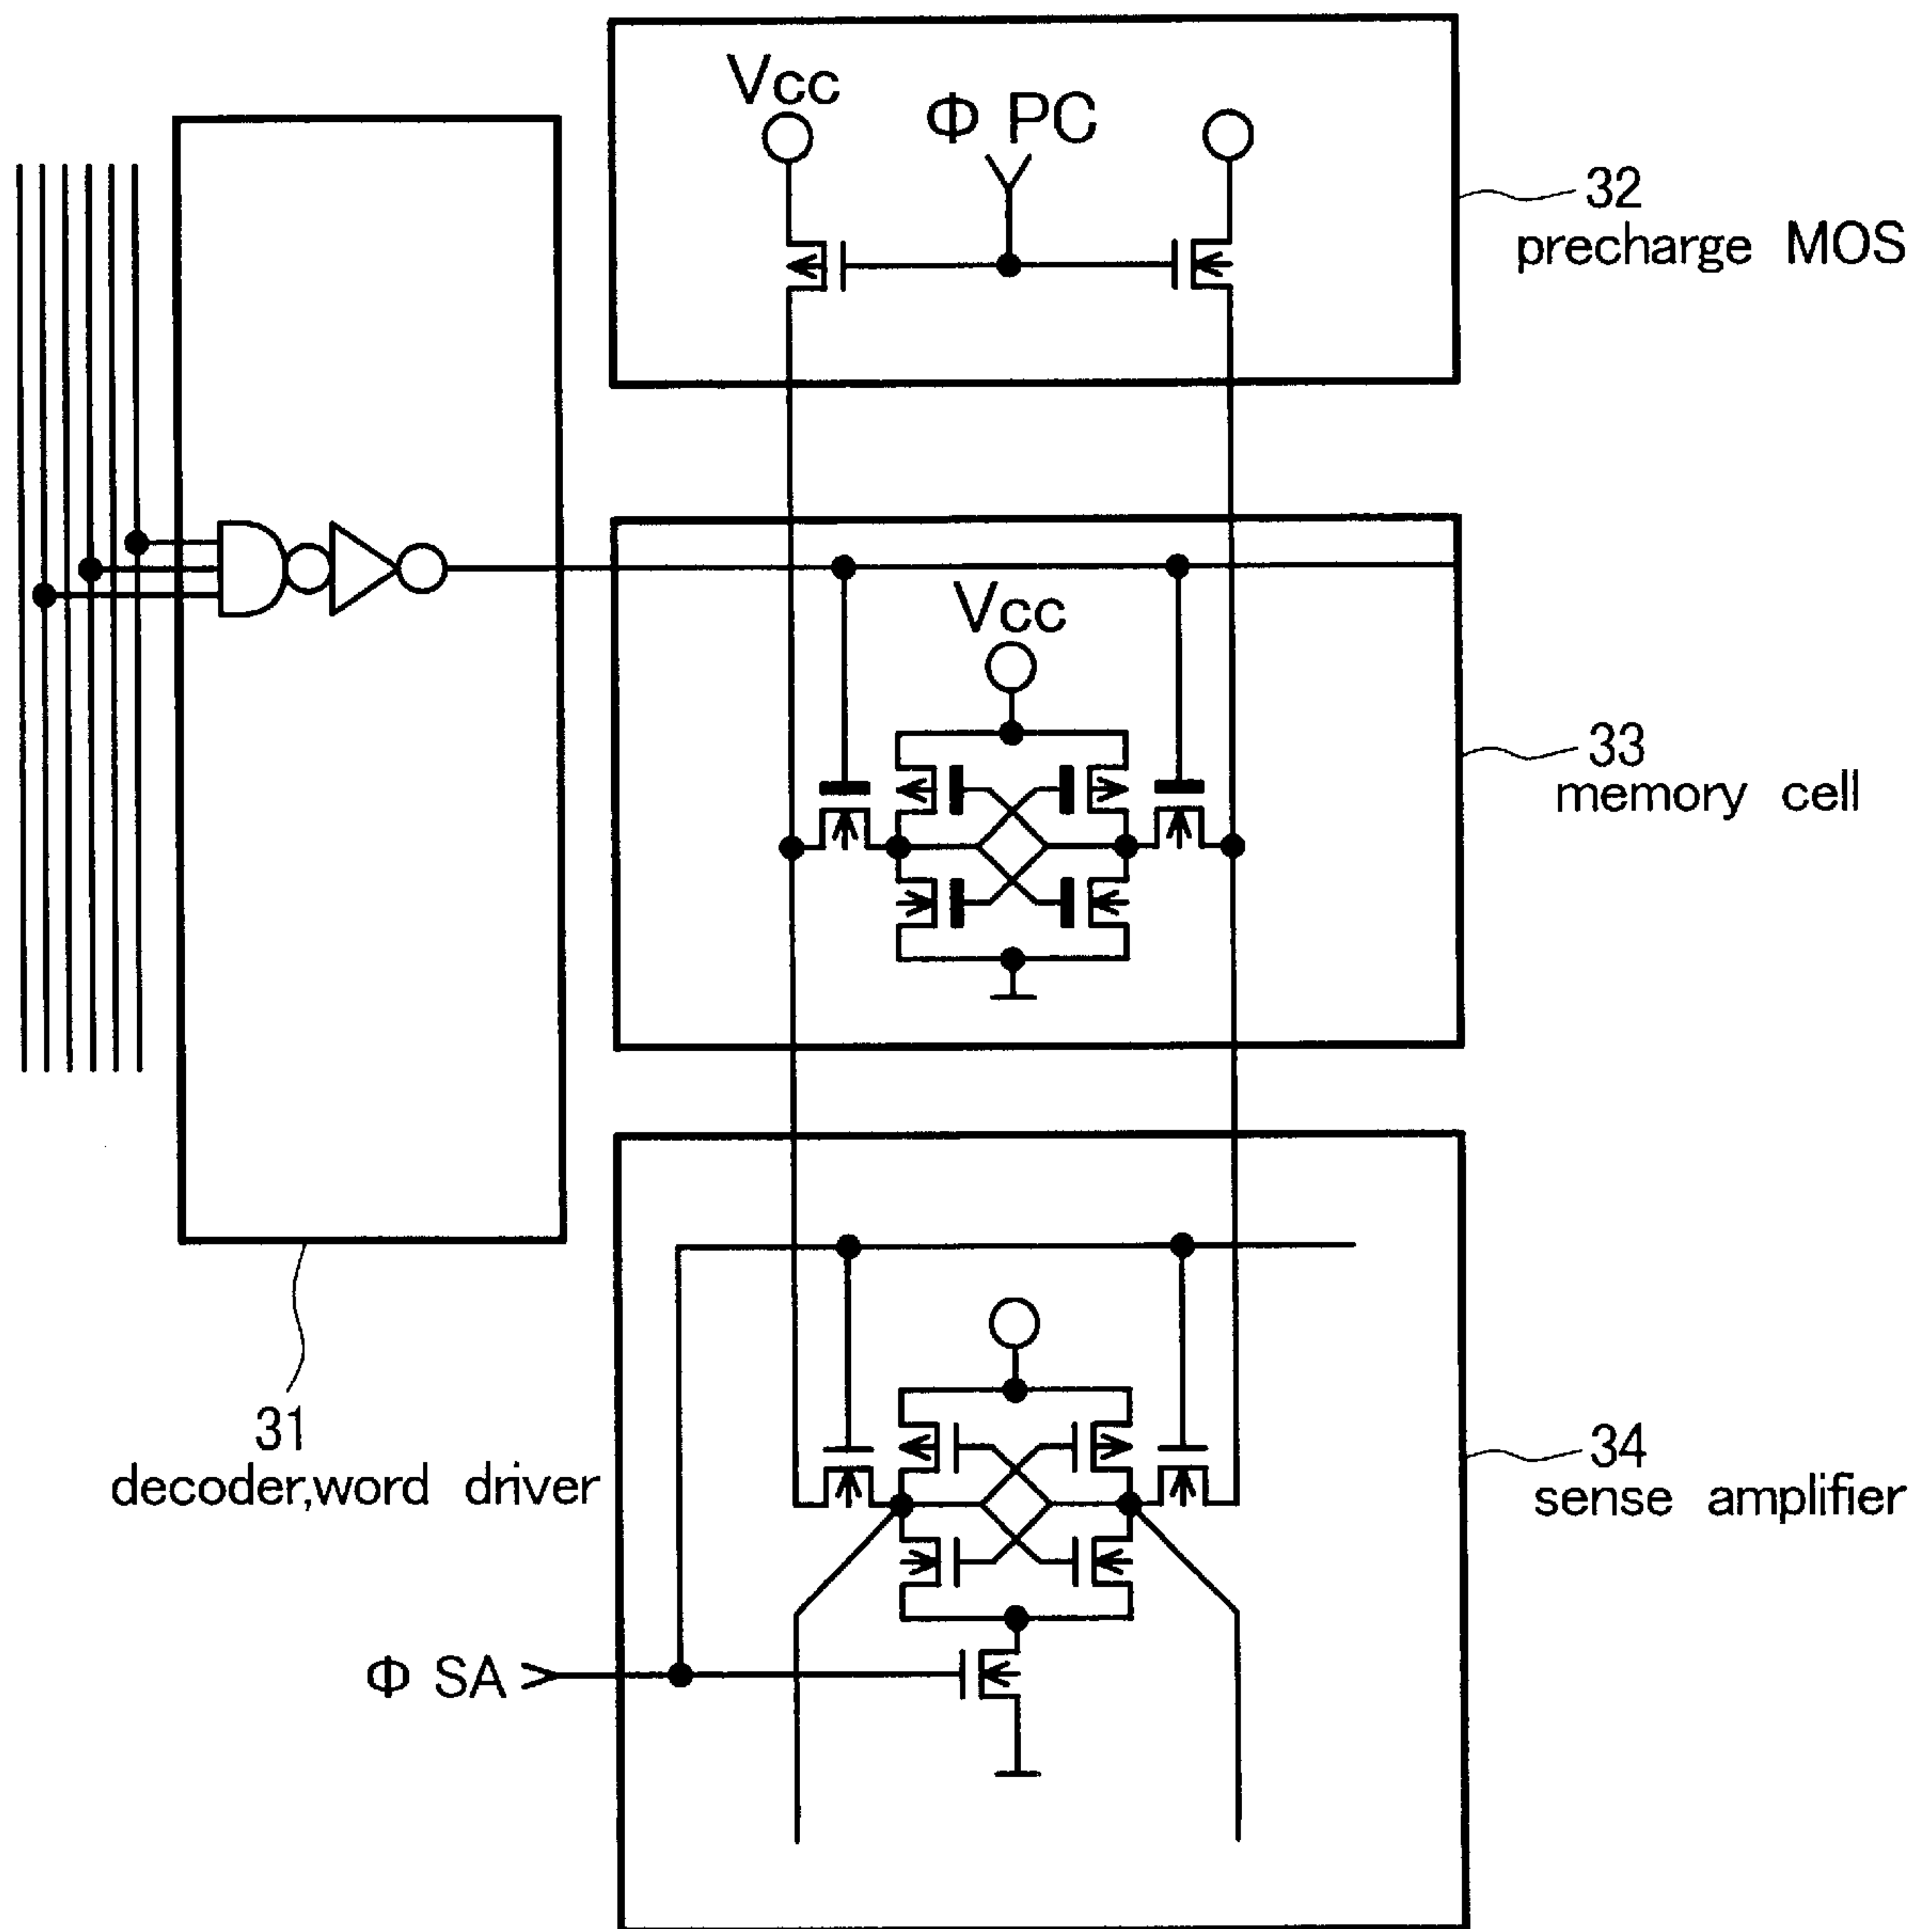 Vcc
Φ PC
32
precharge MOS
Vcc
33
memory cell
31
decoder,word driver
34
sense amplifier
Φ SA